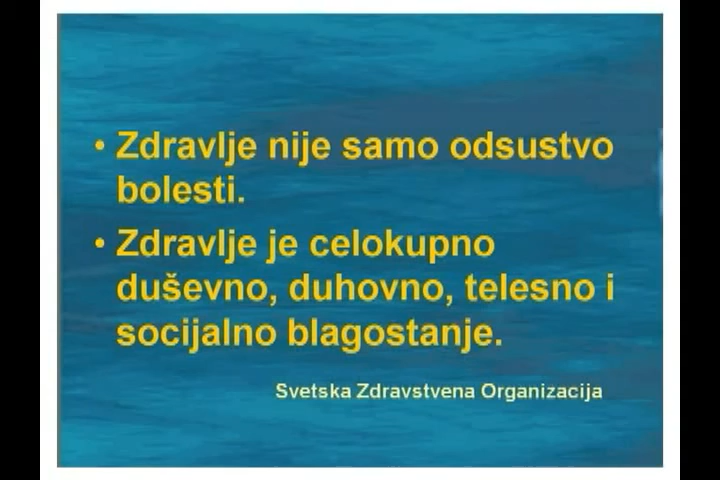 • Zdravlje nije samo odsustvo
bolesti.
• Zdravlje je celokupno
duševno, duhovno, telesno i
socijalno blagostanje.
Svetska Zdravstvena Organizacija